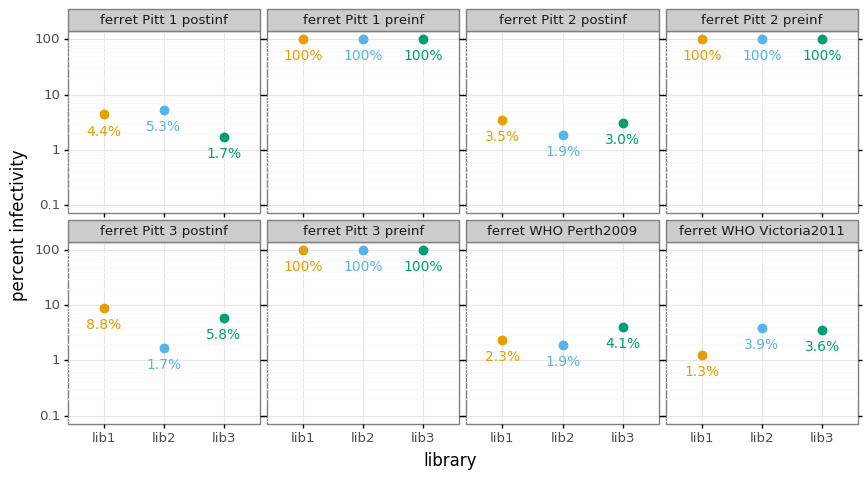 ferret Pitt 1 postinf
ferret Pitt 1 preinf
ferret Pitt 2 postinf
ferret Pitt 2 preinf
100
10
1
0.1
4.4%
5.3%
1.7%
100%
100%
100%
3.5%
1.9%
3.0%
100%
100%
100%
ferret Pitt 3 postinf
ferret Pitt 3 preinf
ferret WHO Perth2009
ferret WHO Victoria2011
100
10
1
0.1
8.8%
1.7%
5.8%
100%
100%
100%
2.3%
1.9%
4.1%
1.3%
3.9%
3.6%
percent infectivity
lib1 lib2 lib3
lib1 lib2 lib3
lib1 lib2 lib3
lib1 lib2 lib3
library